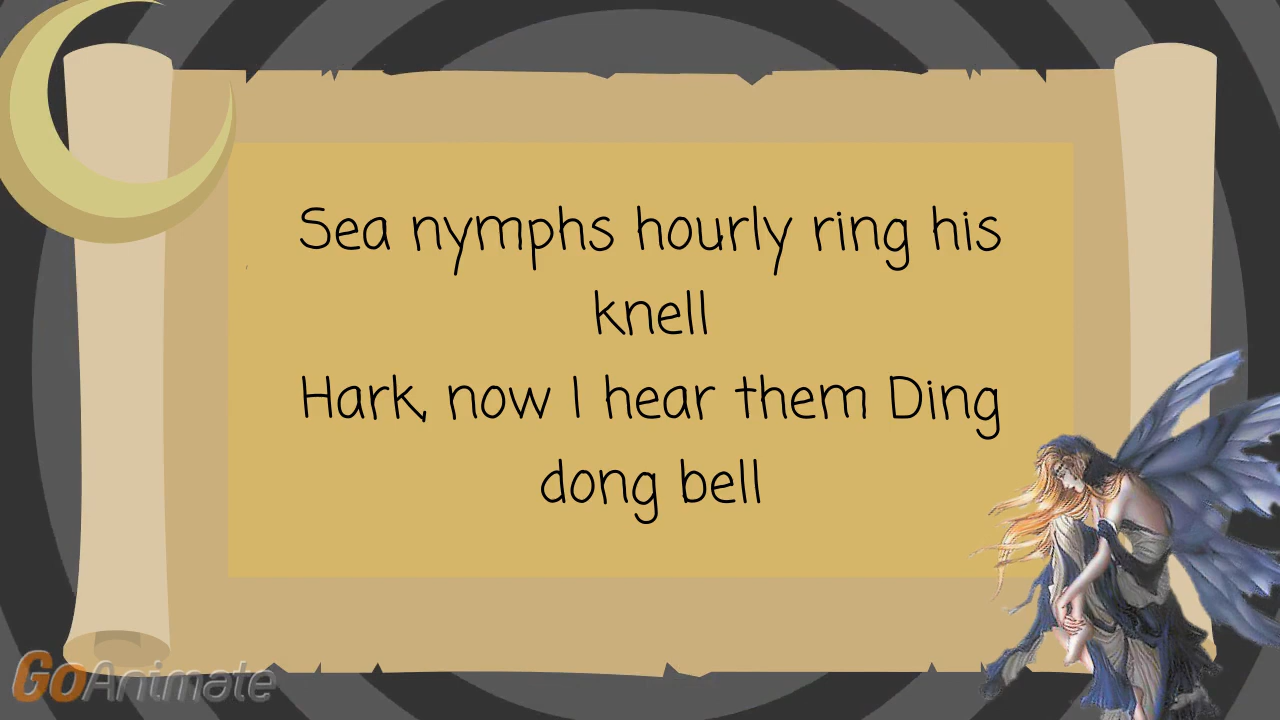 Sea nymphs hourly ring his
knell
Hark, now I hear them Ding
dong bell
GoAnimate